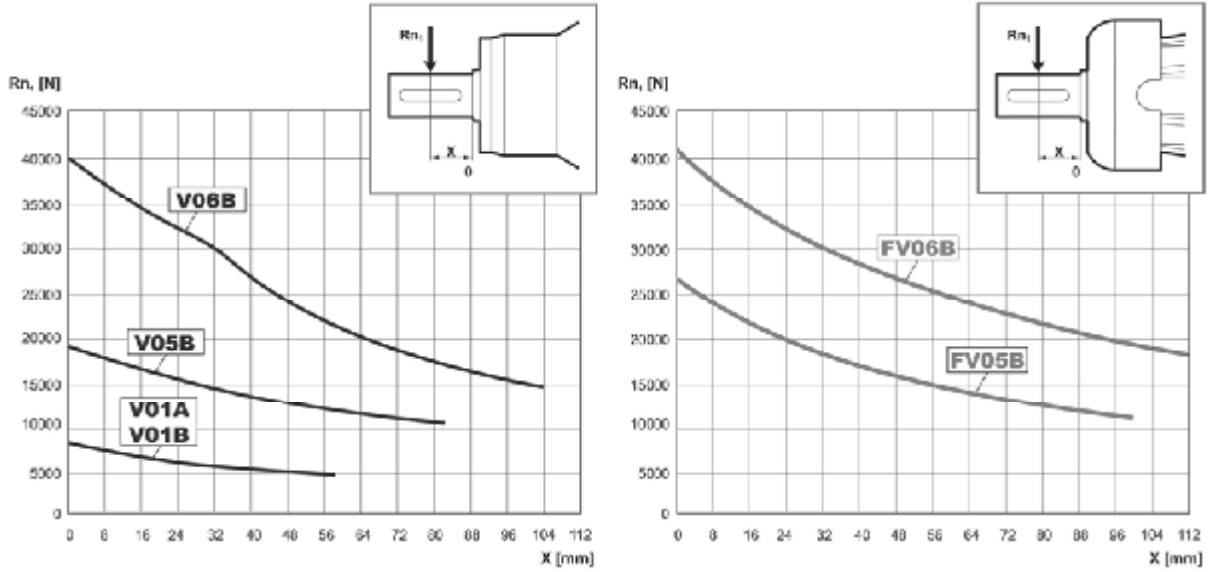 Rn₁ [N]
45000
40000
35000
30000
25000
20000
15000
10000
5000
0
0 8 16 24 32 40 48 56 64 72 80 88 96 104 112
X [mm]
V06B
V05B
V01A
V01B
Rn₁
X
0
Rn₁ [N]
45000
40000
35000
30000
25000
20000
15000
10000
5000
0
0 8 16 24 32 40 48 56 64 72 80 88 96 104 112
X [mm]
FV06B
FV05B
Rn₁
X
0